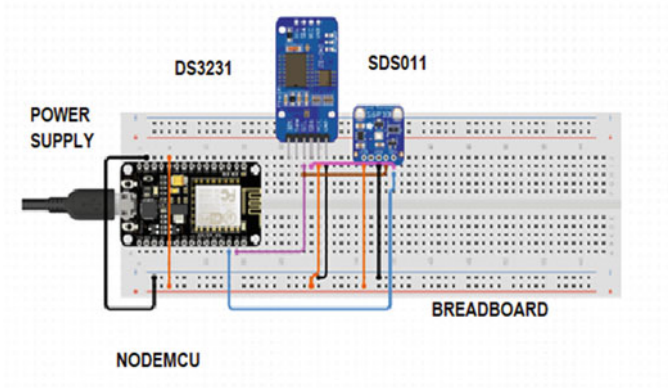 DS3231
SDS011
POWER
SUPPLY
BREADBOARD
NODEMCU